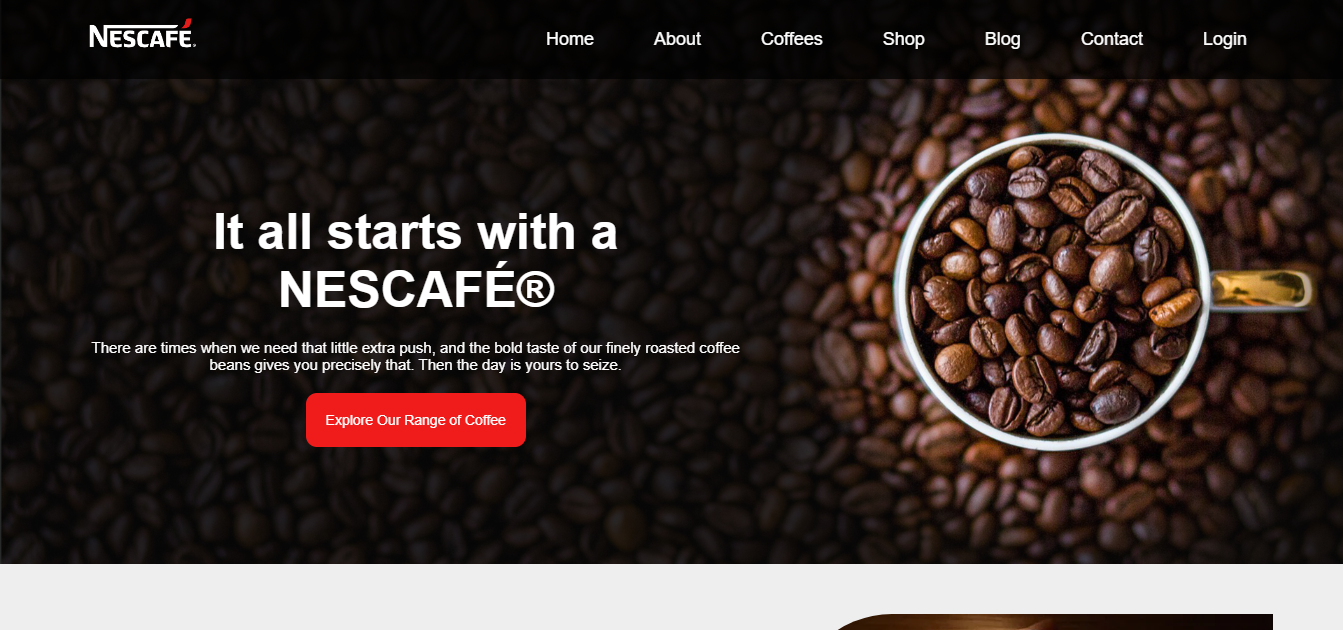 NESCAFÉ
Home About Coffees Shop Blog Contact Login
It all starts with a
NESCAFÉ®
There are times when we need that little extra push, and the bold taste of our finely roasted coffee
beans gives you precisely that. Then the day is yours to seize.
Explore Our Range of Coffee